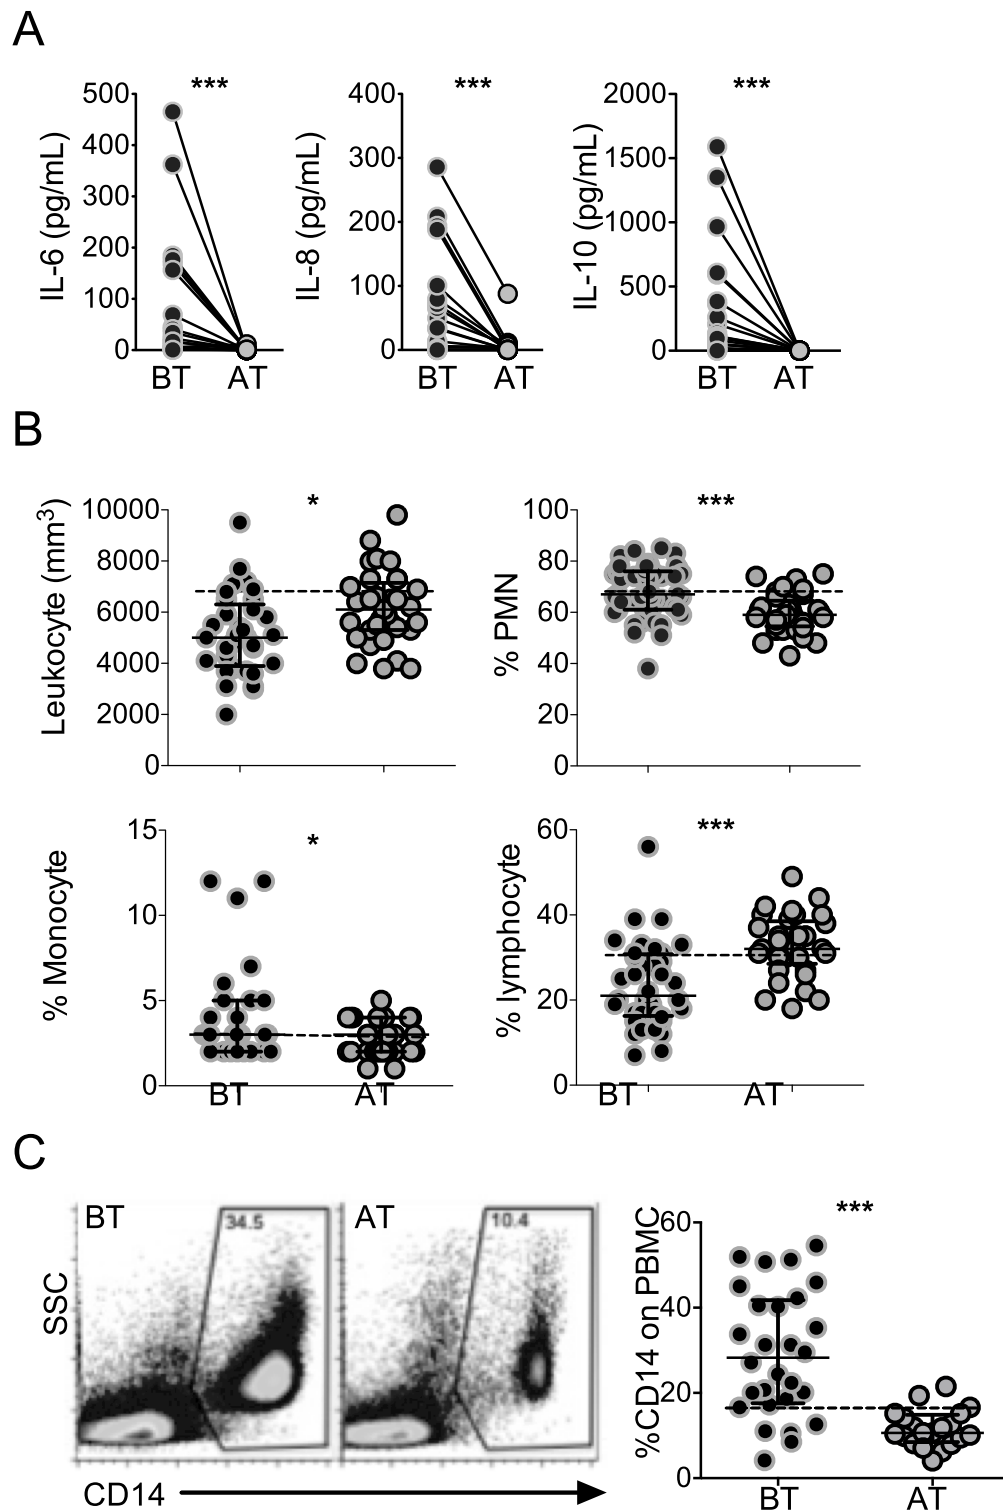 A
*** *** ***
500 400 2000
400 300 1500
300 200 1000
200 100 500
100 0 0
0
IL-6 (pg/mL)
IL-8 (pg/mL)
IL-10 (pg/mL)
BT AT BT AT BT AT
B
Leukocyte (mm3)
10000
8000
6000
4000
2000
0
*
% PMN
100
80
60
40
20
0
***
% Monocyte
15
10
5
0
*
BT AT
% lymphocyte
60
40
20
0
***
BT AT
C
SSC
BT
34.5
AT
10.4
CD14
%CD14 on PBMC
60
40
20
0
***
BT AT